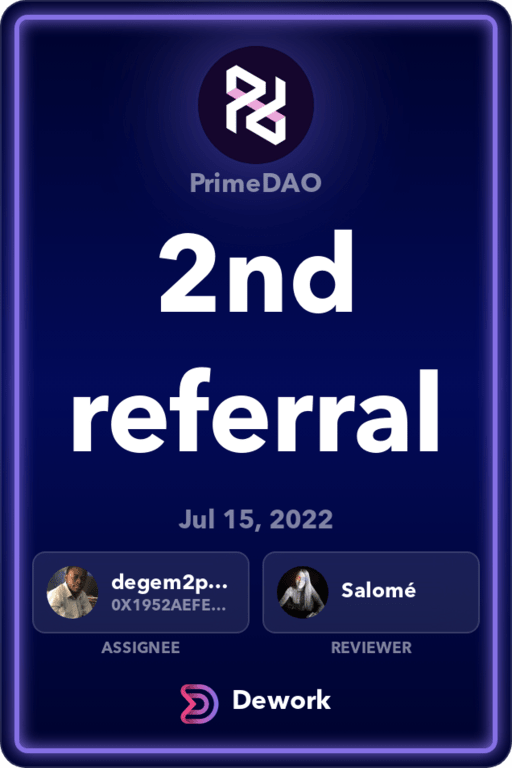 PrimeDAO
2nd
referral
Jul 15, 2022
degem2p...
0X1952AEFE...
Salomé
ASSIGNEE
REVIEWER
Dework